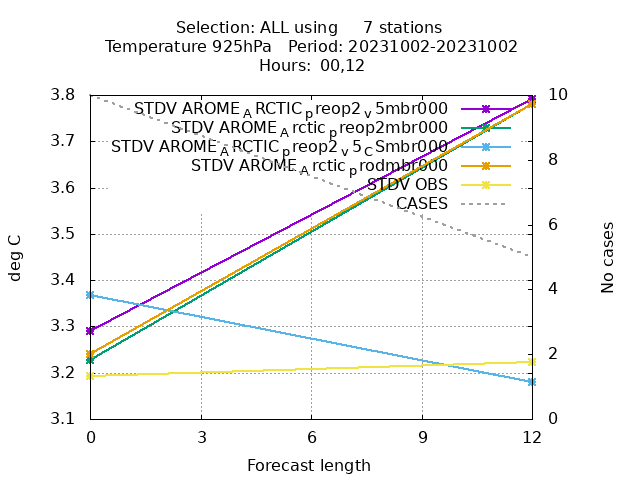 Selection: ALL using 7 stations
Temperature 925hPa Period: 20231002-20231002
Hours: 00,12
3.8
3.7
3.6
3.5
3.4
3.3
3.2
3.1
deg C
STDV AROME_ARCTIC_preop2_v5mbr000
STDV AROME_Arctic_preop2mbr000
STDV AROME_ARCTIC_preop2_v5_CSmbr000
STDV AROME_Arctic_prodmbr000
STDV OBS
CASES
10
8
6
4
2
0
No cases
0 3 6 9 12
Forecast length